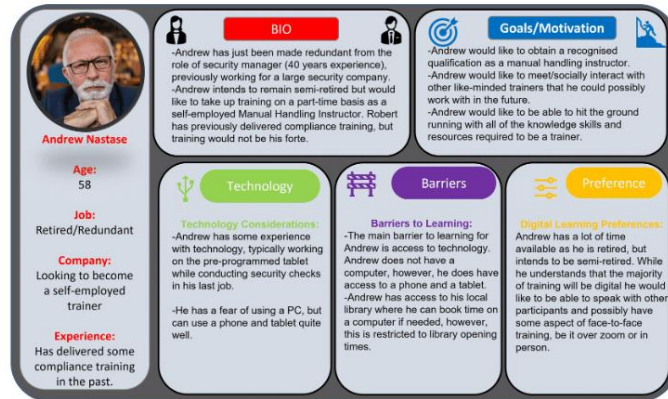 Andrew Nastase
Age:
58
Job:
Retired/Redundant
Company:
Looking to become
a self-employed
trainer
Experience:
Has delivered some
compliance training
in the past.
BIO
-Andrew has just been made redundant from the
role of security manager (40 years experience),
previously working for a large security company.
-Andrew intends to remain semi-retired but would
like to take up training on a part-time basis as a
self-employed Manual Handling Instructor. Robert
has previously delivered compliance training, but
training would not be his forte.
Goals/Motivation
-Andrew would like to obtain a recognised
qualification as a manual handling instructor.
-Andrew would like to meet/socially interact with
other like-minded trainers that he could possibly
work with in the future.
-Andrew would like to be able to hit the ground
running with all of the knowledge skills and
resources required to be a trainer.
Technology
Technology Considerations:
-Andrew has some experience
with technology, typically working
on the pre-programmed tablet
while conducting security checks
in his last job.
-He has a fear of using a PC, but
can use a phone and tablet quite
well.
Barriers
Barriers to Learning:
-The main barrier to learning for
Andrew is access to technology.
Andrew does not have a
computer, however, he does have
access to a phone and a tablet.
-Andrew has access to his local
library where he can book time on
a computer if needed, however,
this is restricted to library opening
times.
Preference
Digital Learning Preferences:
Andrew has a lot of time
available as he is retired, but
intends to be semi-retired. While
he understands that the majority
of training will be digital he would
like to be able to speak with other
participants and possibly have
some aspect of face-to-face
training, be it over zoom or in
person.